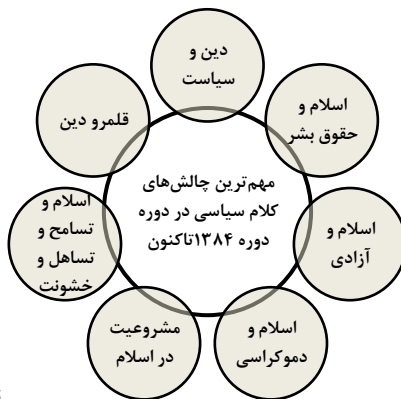 دین و
سیاست
اسلام و
حقوق بشر
اسلام و
آزادی
اسلام و
دموکراسی
مشروعیت
در اسلام
اسلام و
تسامح و
تساهل و
خشونت
قلمرو دین
مهم‌ترین چالش‌های
کلام سیاسی در دوره
دوره ۱۳۸۴تاکنون